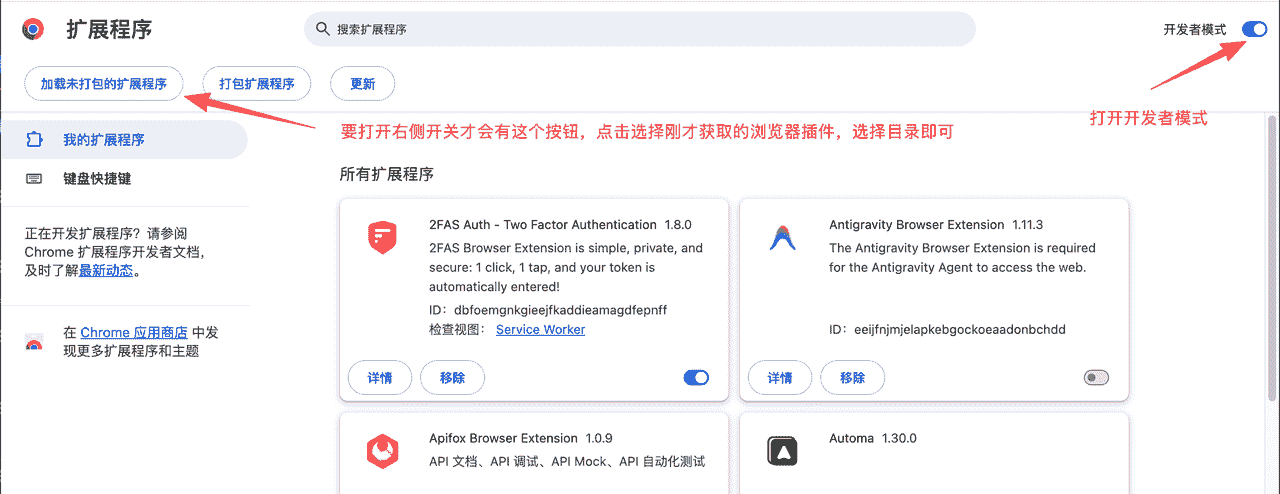 扩展程序
搜索扩展程序
开发者模式
加载未打包的扩展程序
打包扩展程序
更新
打开开发者模式
要打开右侧开关才会有这个按钮，点击选择刚才获取的浏览器插件，选择目录即可
我的扩展程序
键盘快捷键
正在开发扩展程序？请参阅
Chrome 扩展程序开发者文档，
及时了解最新动态。
在 Chrome 应用商店 中发
现更多扩展程序和主题
所有扩展程序
2FAS Auth - Two Factor Authentication 1.8.0
2FAS Browser Extension is simple, private, and
secure: 1 click, 1 tap, and your token is
automatically entered!
ID：dbfoemgnkgieejfkaddieamagdfepnff
检查视图： Service Worker
详情
移除
Antigravity Browser Extension 1.11.3
The Antigravity Browser Extension is required
for the Antigravity Agent to access the web.
ID：eeijfnjmjelapkebgockoeaadonbchdd
详情
移除
Apifox Browser Extension 1.0.9
API 文档、API 调试、API Mock、API 自动化测试
Automa 1.30.0